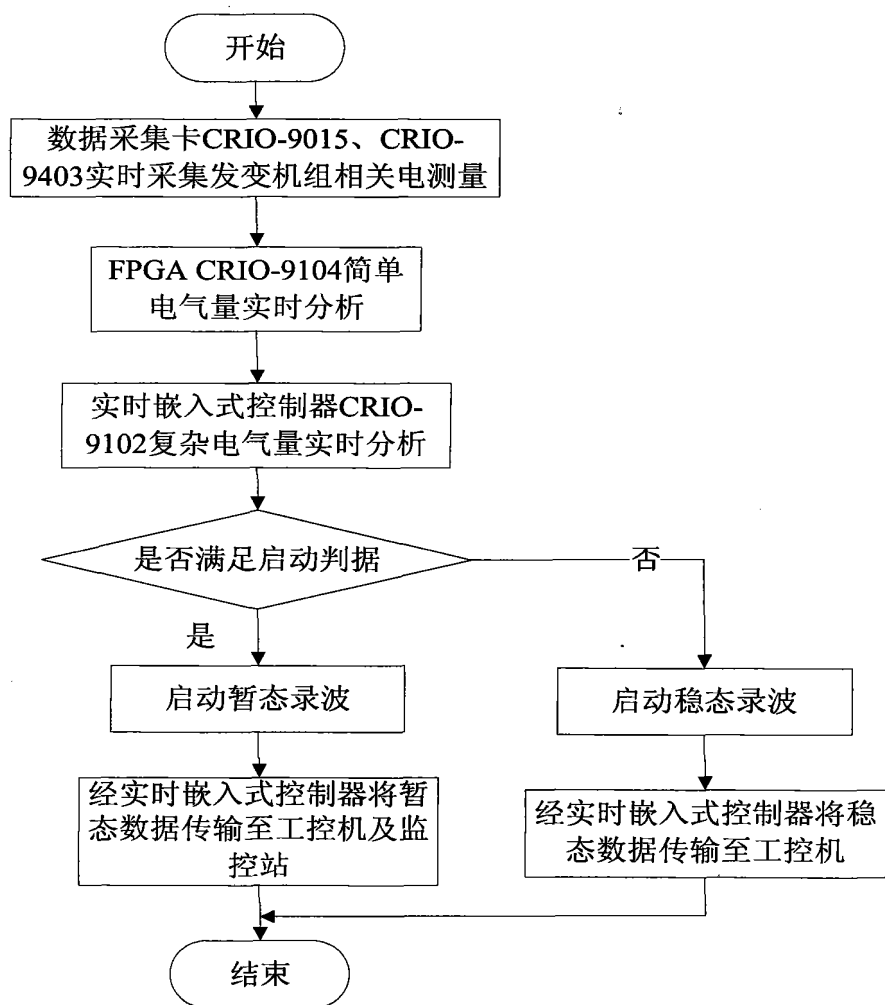 开始
数据采集卡CRIO-9015、CRIO-
9403实时采集发变机组相关电测量
FPGA CRIO-9104简单
电气量实时分析
实时嵌入式控制器CRIO-
9102复杂电气量实时分析
是否满足启动判据
否
是
启动暂态录波
启动稳态录波
经实时嵌入式控制器将暂
态数据传输至工控机及监
控站
经实时嵌入式控制器将稳
态数据传输至工控机
结束